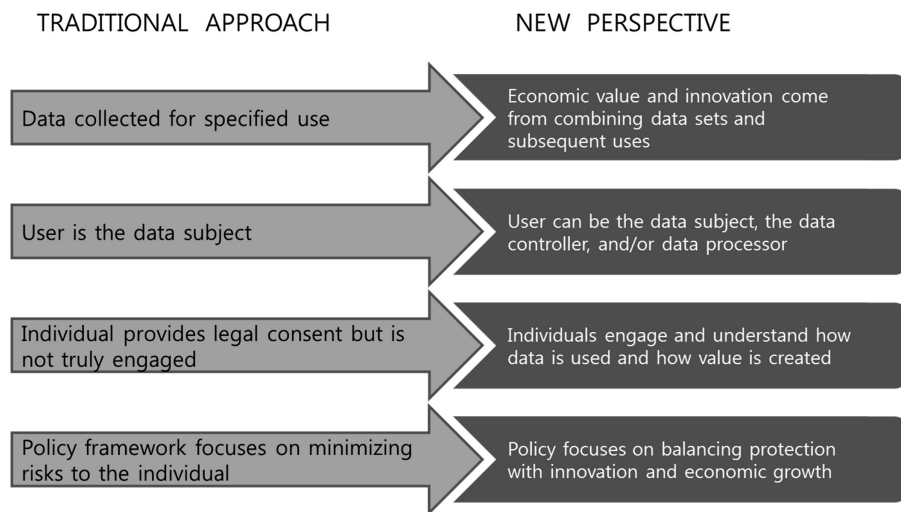 TRADITIONAL APPROACH
NEW PERSPECTIVE
Data collected for specified use
Economic value and innovation come
from combining data sets and
subsequent uses
User is the data subject
User can be the data subject, the data
controller, and/or data processor
Individual provides legal consent but is
not truly engaged
Individuals engage and understand how
data is used and how value is created
Policy framework focuses on minimizing
risks to the individual
Policy focuses on balancing protection
with innovation and economic growth